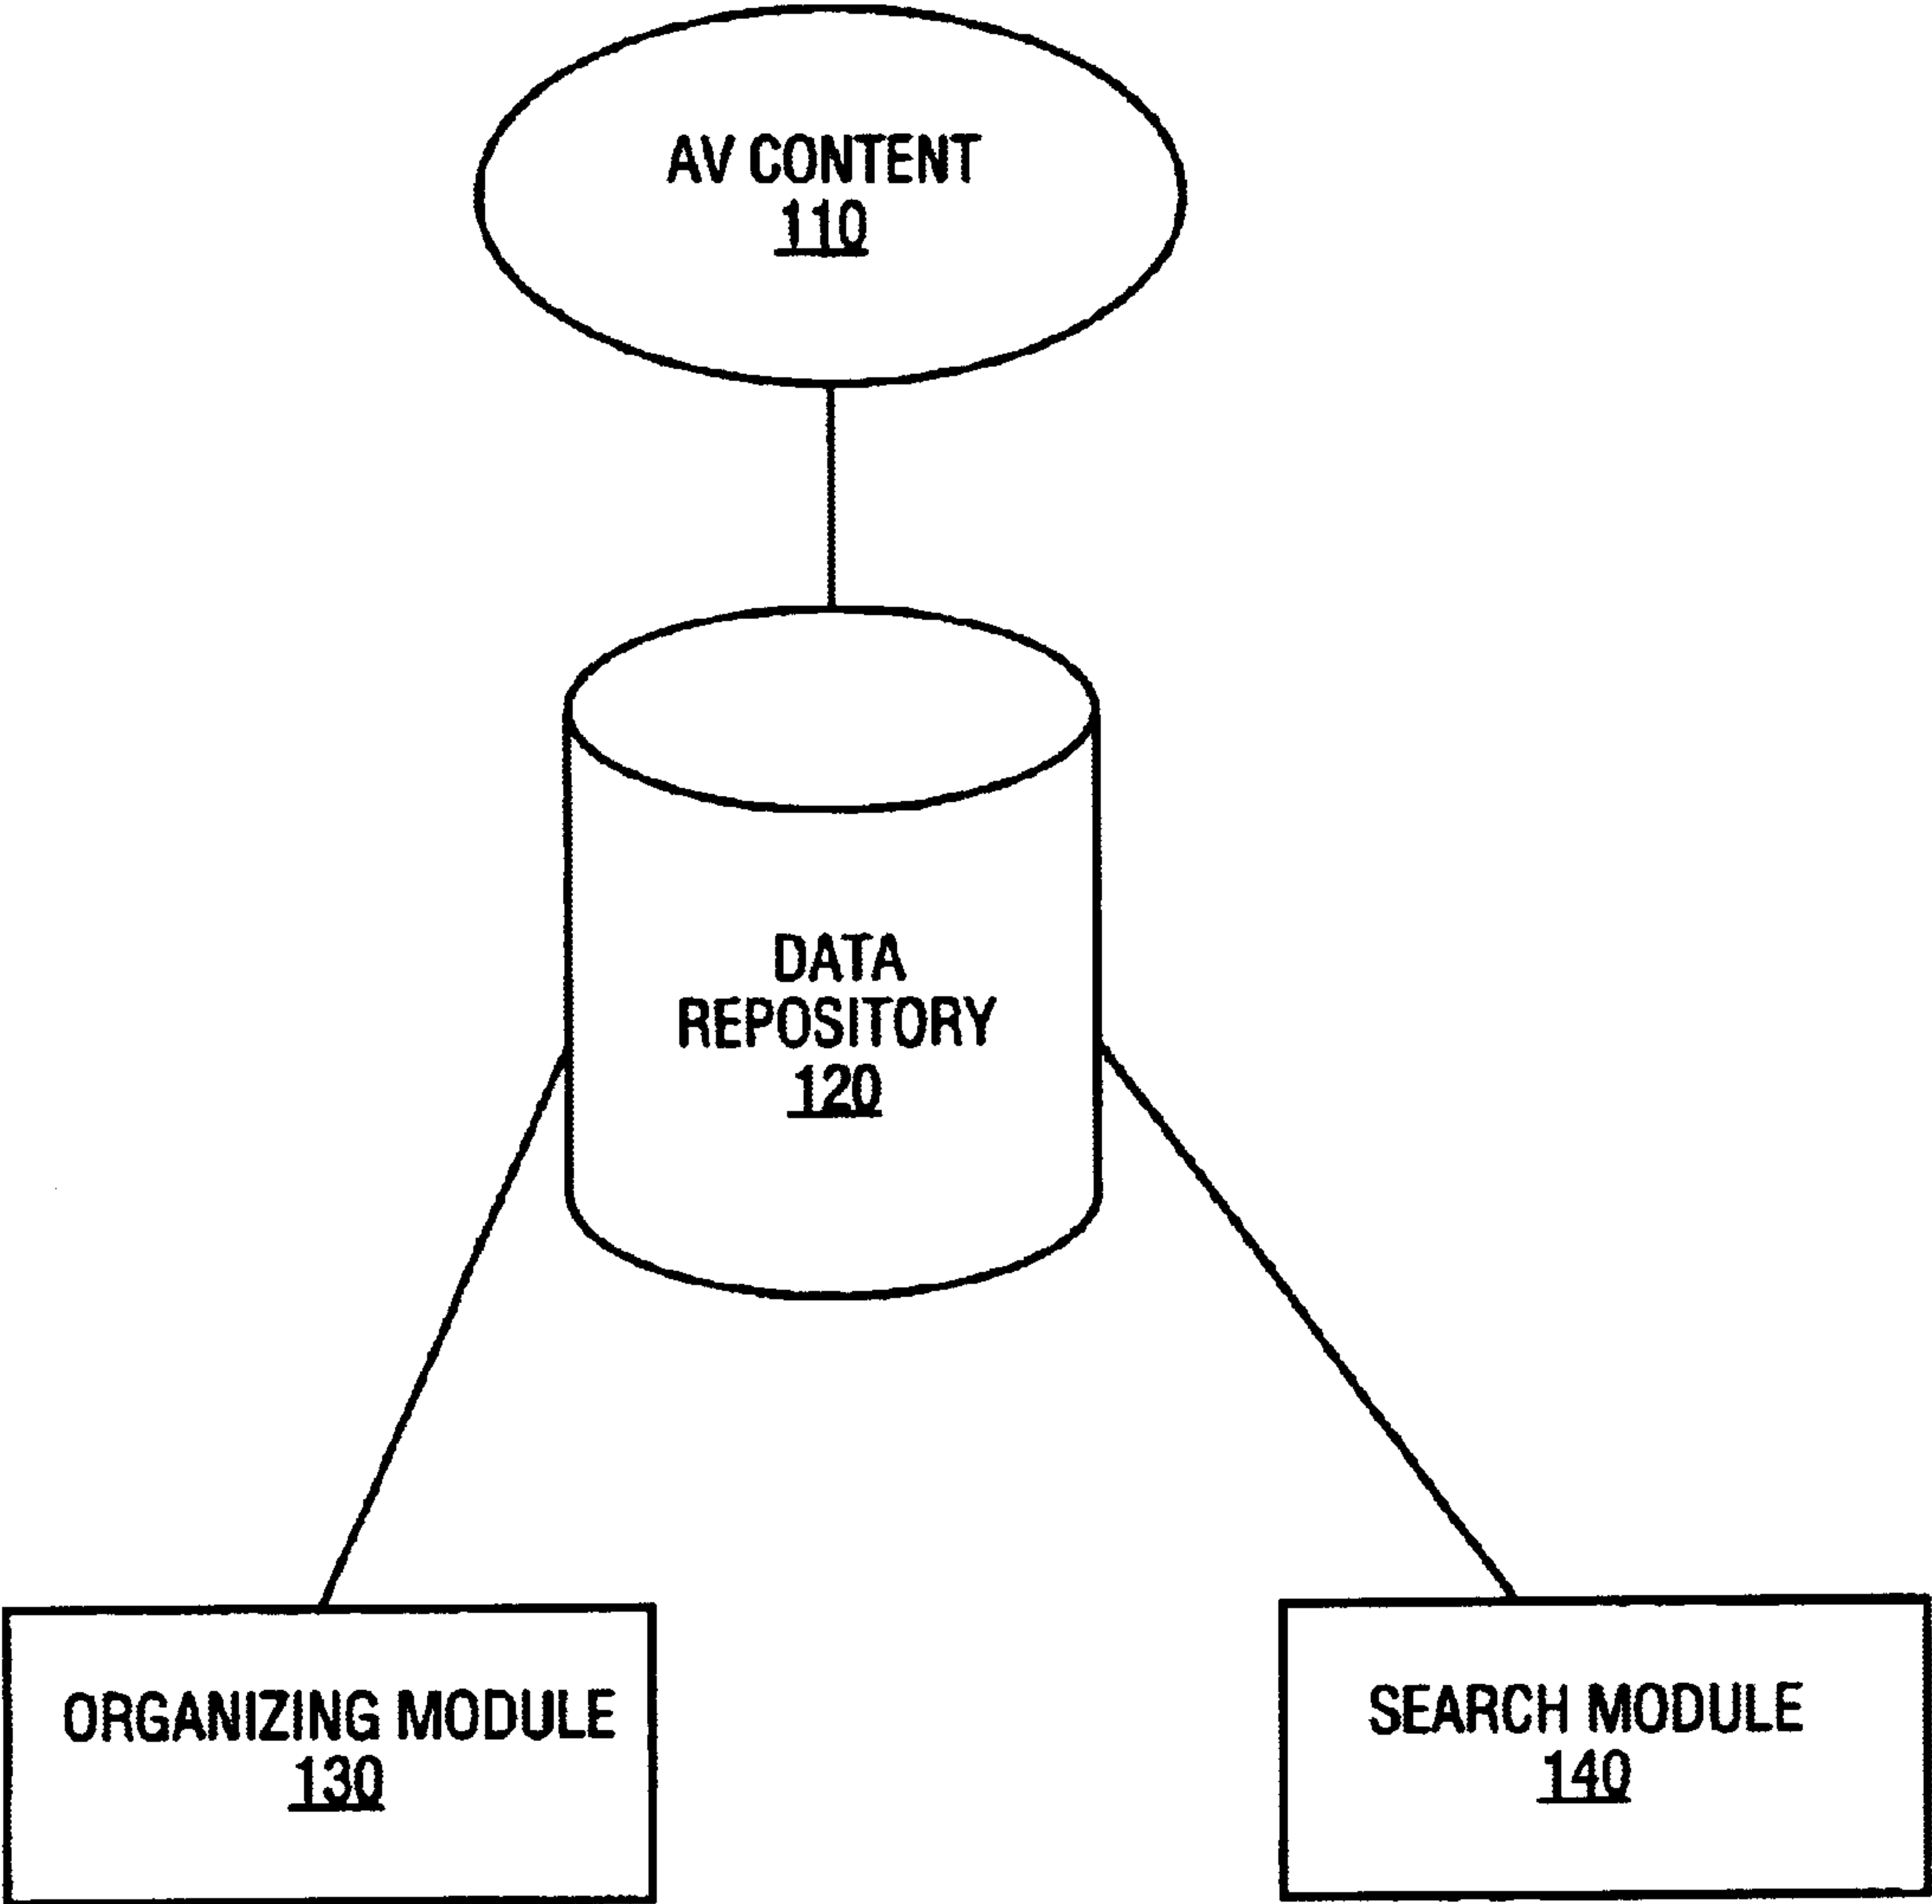 AV CONTENT
110
DATA
REPOSITORY
120
ORGANIZING MODULE
130
SEARCH MODULE
140